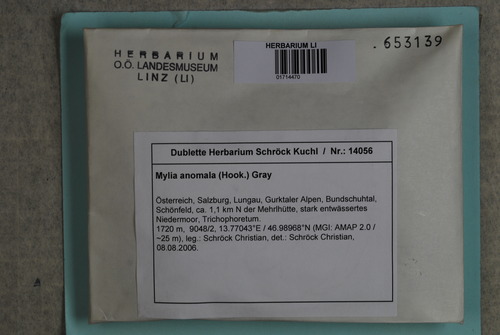 HERBARIUM
O.Ö. LANDESMUSEUM
LINZ (LI)
HERBARIUM LI
01714470
.653139
Dublette Herbarium Schröck Kuchl / Nr.: 14056
Mylia anomala (Hook.) Gray
Österreich, Salzburg, Lungau, Gurktaler Alpen, Bundschuhtal,
Schönfeld, ca. 1,1 km N der Mehrlhütte, stark entwässertes
Niedermoor, Trichophoretum.
1720 m, 9048/2, 13.77043°E / 46.98968°N (MGI: AMAP 2.0 /
~25 m), leg.: Schröck Christian, det.: Schröck Christian,
08.08.2006.